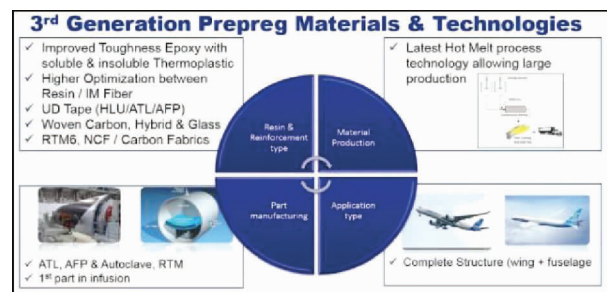 3rd Generation Prepreg Materials & Technologies
✓ Improved Toughness Epoxy with
soluble & insoluble Thermoplastic
✓ Higher Optimization between
Resin / IM Fiber
✓ UD Tape (HLU/ATL/AFP)
✓ Woven Carbon, Hybrid & Glass
✓ RTM6, NCF / Carbon Fabrics
✓ Latest Hot Melt process
technology allowing large
production
Resin &
Reinforcement
type
Material
Production
Part
manufacturing
Application
type
✓ ATL, AFP & Autoclave, RTM
✓ 1st part in infusion
✓ Complete Structure (wing + fuselage